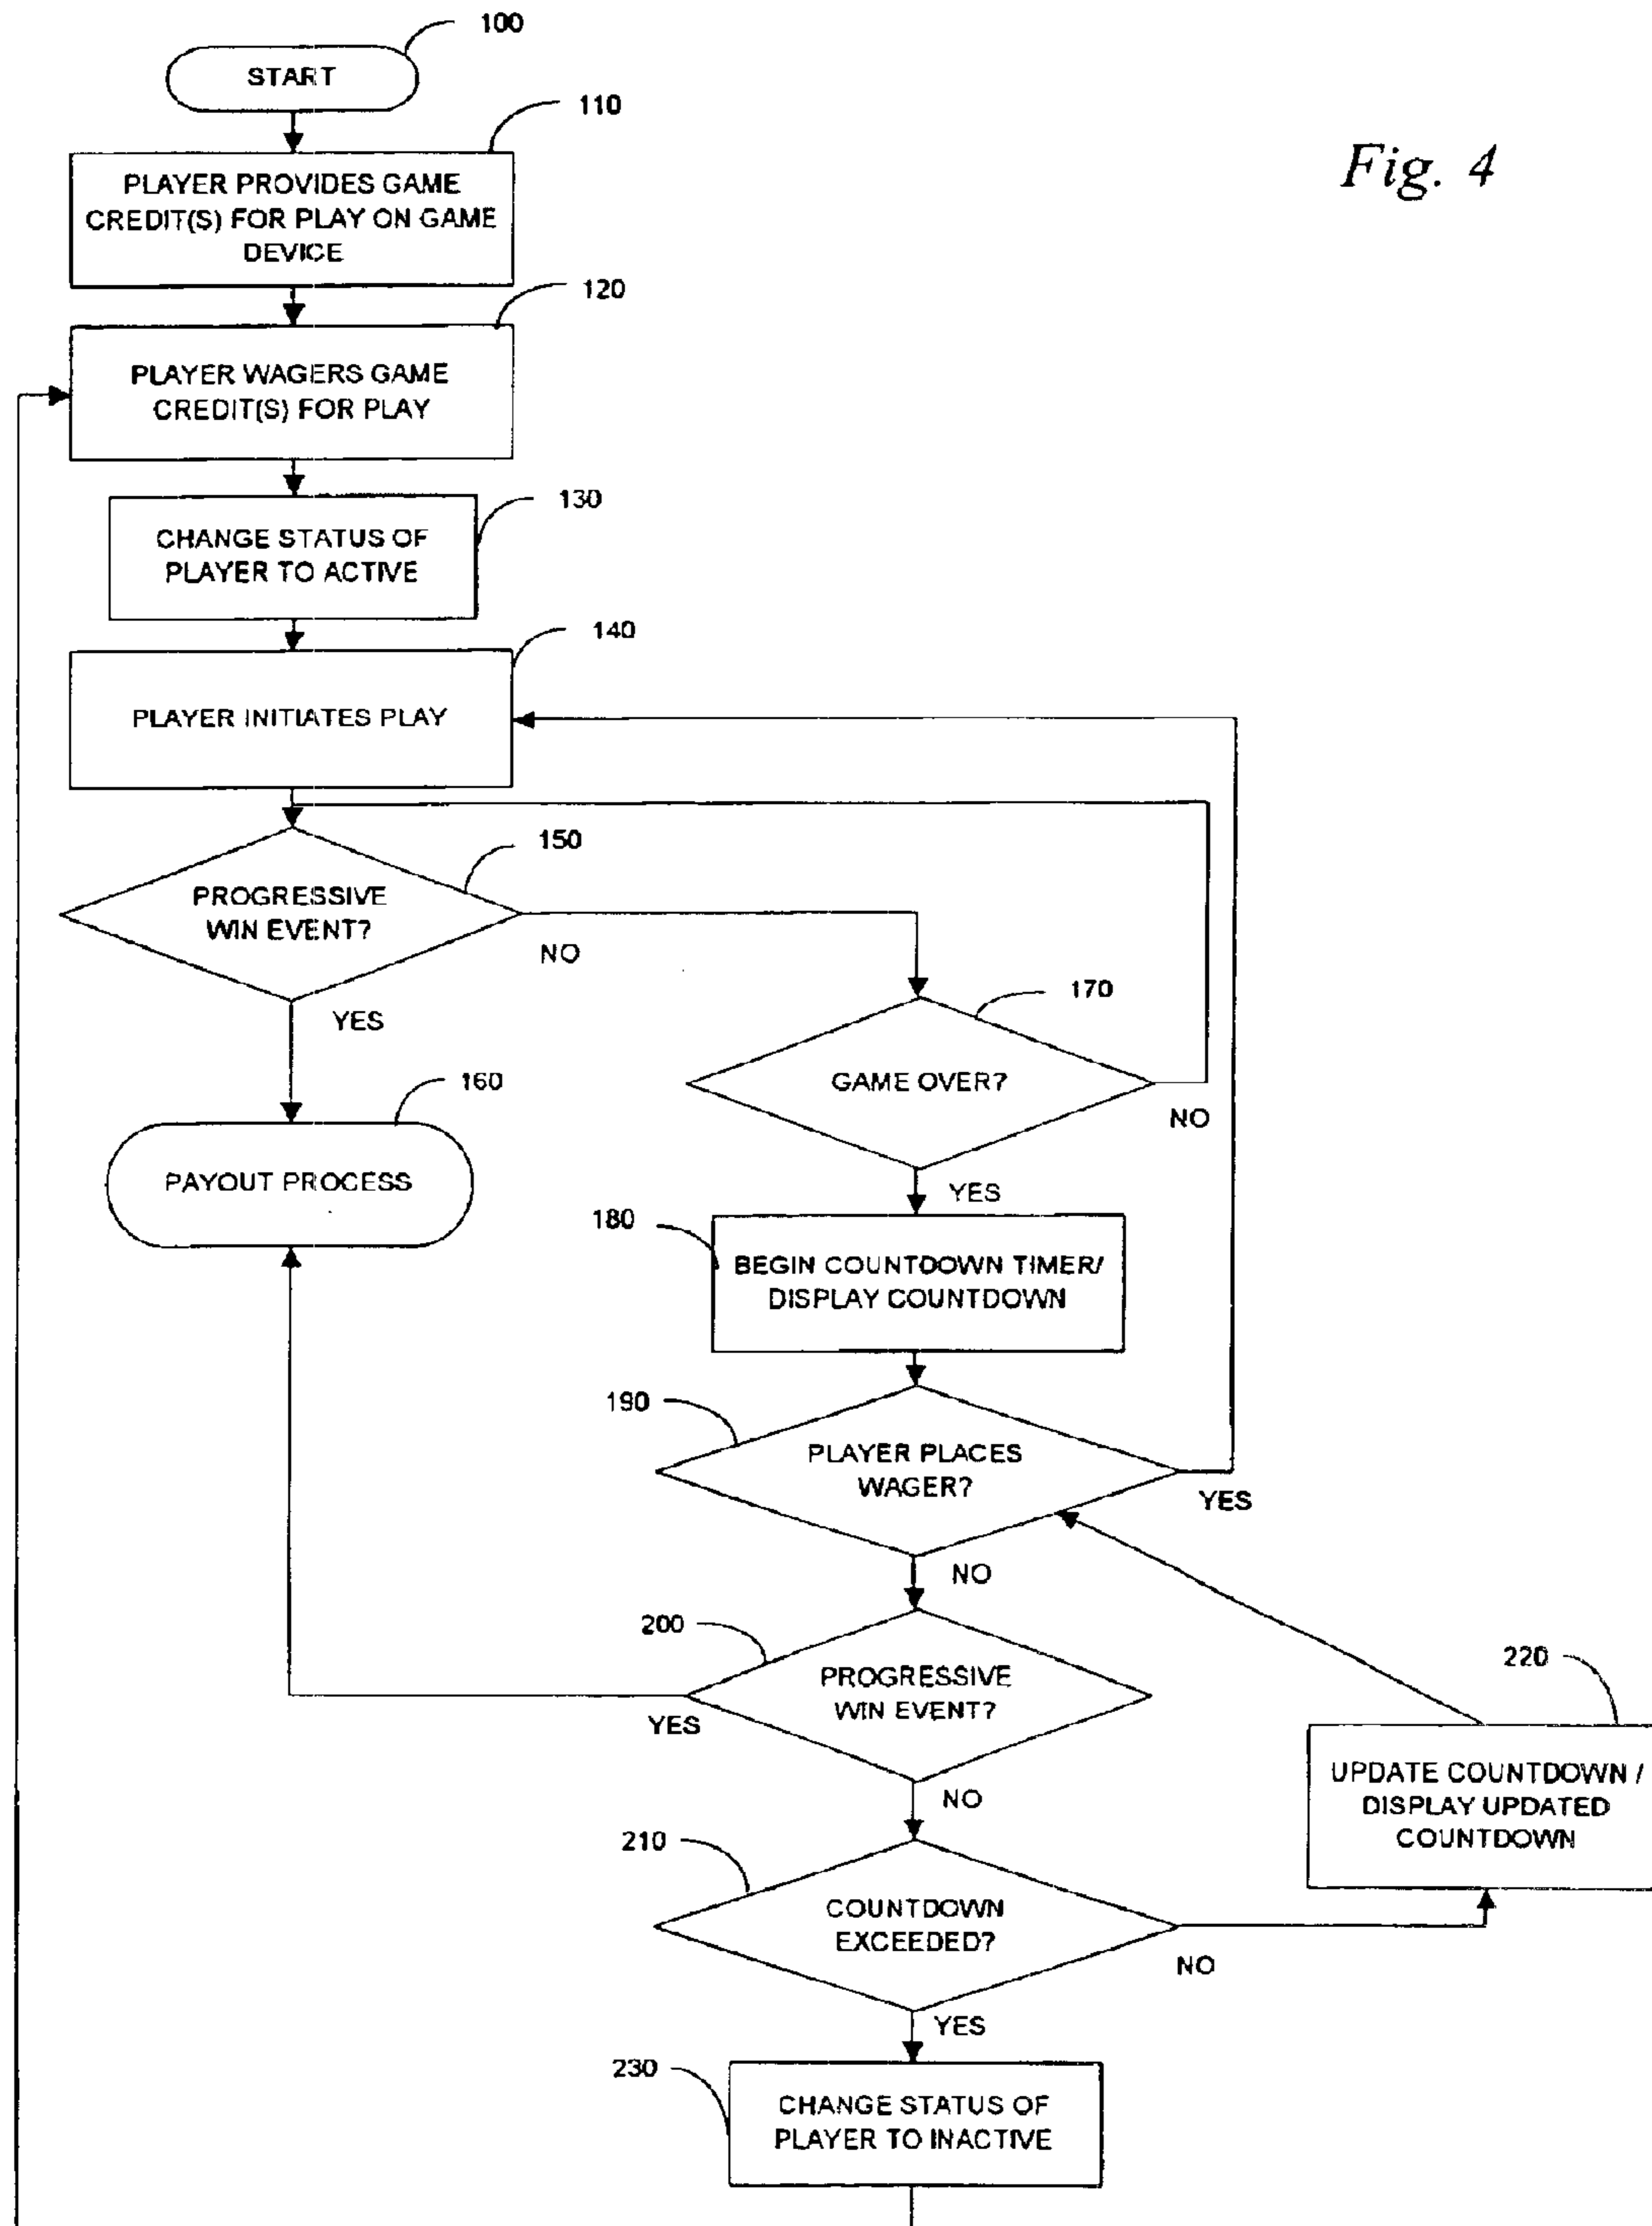 100
START
110
Fig. 4
PLAYER PROVIDES GAME
CREDIT(S) FOR PLAY ON GAME
DEVICE
120
PLAYER WAGERS GAME
CREDIT(S) FOR PLAY
130
CHANGE STATUS OF
PLAYER TO ACTIVE
140
PLAYER INITIATES PLAY
150
PROGRESSIVE
WIN EVENT?
NO
YES
170
GAME OVER?
NO
160
PAYOUT PROCESS
YES
180
BEGIN COUNTDOWN TIMER/
DISPLAY COUNTDOWN
190
PLAYER PLACES
WAGER?
YES
NO
200
PROGRESSIVE
WIN EVENT?
YES
NO
220
UPDATE COUNTDOWN /
DISPLAY UPDATED
COUNTDOWN
210
COUNTDOWN
EXCEEDED?
NO
YES
230
CHANGE STATUS OF
PLAYER TO INACTIVE